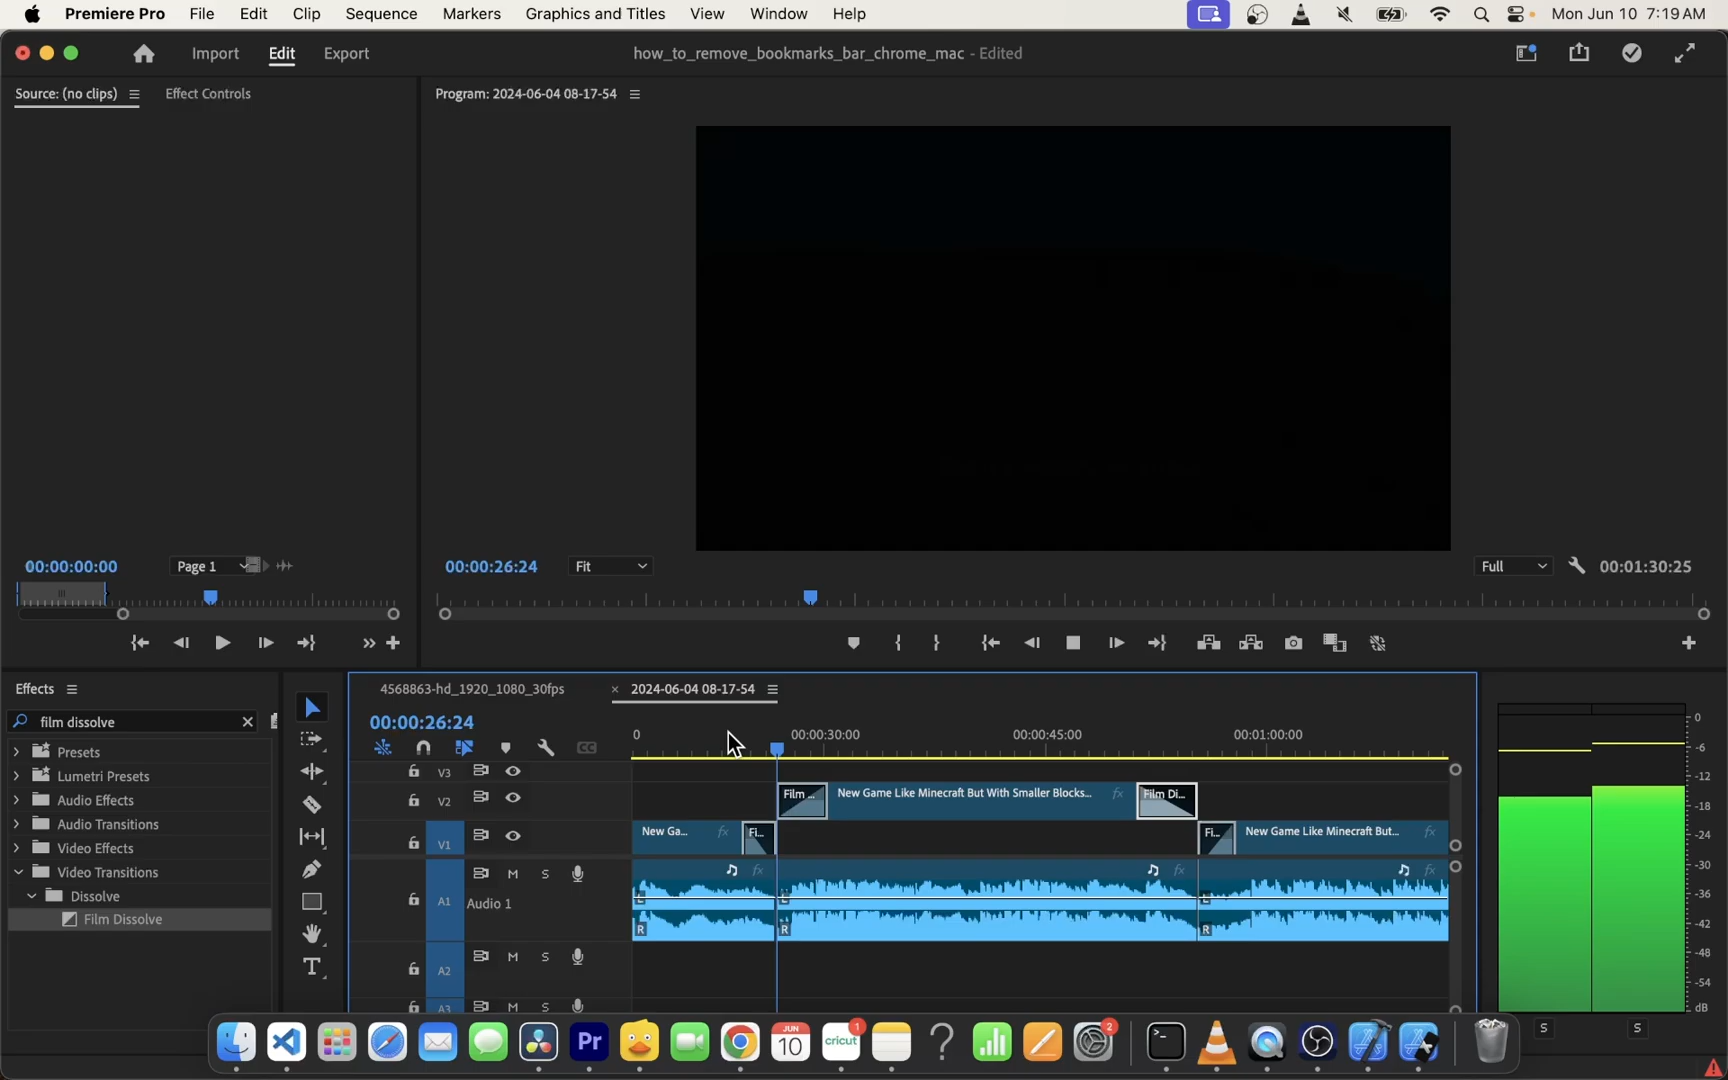 Premiere Pro File Edit Clip Sequence Markers Graphics and Titles View Window Help Mon Jun 10 7:19 AM
Import Edit Export how_to_remove_bookmarks_bar_chrome_mac - Edited
Source: (no clips) Effect Controls Program: 2024-06-04 08-17-54
00:00:00:00 Page 1 00:00:26:24 Fit Full 00:01:30:25
Effects 4568863-hd_1920_1080_30fps × 2024-06-04 08-17-54
film dissolve 00:00:26:24
0 00:00:30:00 00:00:45:00 00:01:00:00
Presets
Lumetri Presets
Audio Effects
Audio Transitions
Video Effects
Video Transitions
Dissolve
Film Dissolve
V3
V2 Film ... New Game Like Minecraft But With Smaller Blocks... fx Film Di...
V1 New Ga... fx Fi... Fi... New Game Like Minecraft But... fx
fx fx fx
A1 M S Audio 1
L L L
R R R
A2 M S
A3 M S
0
-6
-12
-18
-24
-30
-36
-42
-48
-54
dB
S S
JUN
10
cricut
1
2
Pr